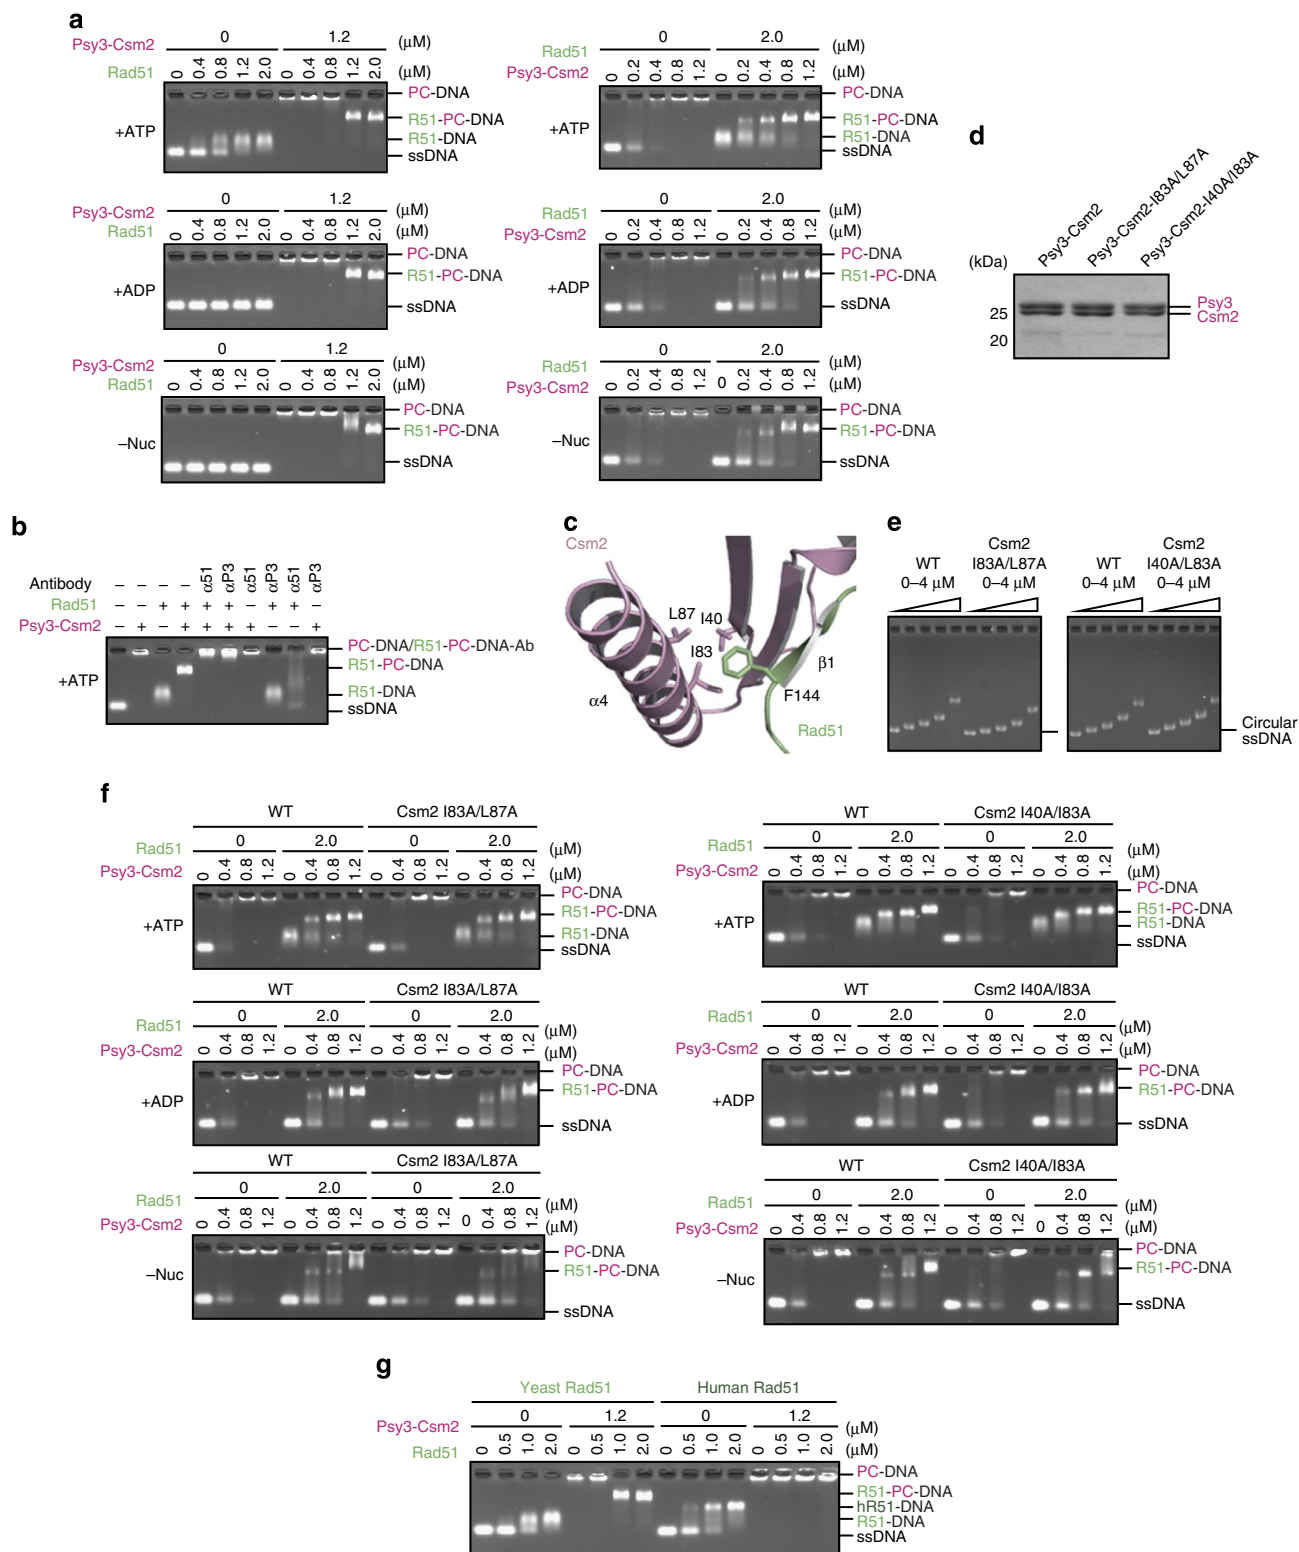 a
Psy3-Csm2 0 1.2 (μM)
Rad51 0 0.4 0.8 1.2 2.0 0 0.4 0.8 1.2 2.0 (μM)
+ATP
PC-DNA
R51-PC-DNA
R51-DNA
ssDNA
Rad51 0 2.0 (μM)
Psy3-Csm2 0 0.2 0.4 0.8 1.2 0 0.2 0.4 0.8 1.2 (μM)
+ATP
PC-DNA
R51-PC-DNA
R51-DNA
ssDNA
Psy3-Csm2 0 1.2 (μM)
Rad51 0 0.4 0.8 1.2 2.0 0 0.4 0.8 1.2 2.0 (μM)
+ADP
PC-DNA
R51-PC-DNA
ssDNA
Rad51 0 2.0 (μM)
Psy3-Csm2 0 0.2 0.4 0.8 1.2 0 0.2 0.4 0.8 1.2 (μM)
+ADP
PC-DNA
R51-PC-DNA
ssDNA
Psy3-Csm2 0 1.2 (μM)
Rad51 0 0.4 0.8 1.2 2.0 0 0.4 0.8 1.2 2.0 (μM)
–Nuc
PC-DNA
R51-PC-DNA
ssDNA
Rad51 0 2.0 (μM)
Psy3-Csm2 0 0.2 0.4 0.8 1.2 0 0.2 0.4 0.8 1.2 (μM)
–Nuc
PC-DNA
R51-PC-DNA
ssDNA
d
Psy3-Csm2
Psy3-Csm2-I83A/L87A
Psy3-Csm2-I40A/I83A
(kDa)
25
20
Psy3
Csm2
b
Antibody – – – – α51 αP3 α51 αP3 α51 αP3
Rad51 – – + + + + – + + –
Psy3-Csm2 – + – + + + + – – +
+ATP
PC-DNA/R51-PC-DNA-Ab
R51-PC-DNA
R51-DNA
ssDNA
c
Csm2
L87
I40
I83
β1
α4
F144
Rad51
e
WT
0–4 μM
Csm2
I83A/L87A
0–4 μM
WT
0–4 μM
Csm2
I40A/L83A
0–4 μM
Circular
ssDNA
f
WT Csm2 I83A/L87A
Rad51 0 2.0 0 2.0 (μM)
Psy3-Csm2 0 0.4 0.8 1.2 0 0.4 0.8 1.2 0 0.4 0.8 1.2 0 0.4 0.8 1.2 (μM)
+ATP
PC-DNA
R51-PC-DNA
R51-DNA
ssDNA
WT Csm2 I40A/I83A
Rad51 0 2.0 0 2.0 (μM)
Psy3-Csm2 0 0.4 0.8 1.2 0 0.4 0.8 1.2 0 0.4 0.8 1.2 0 0.4 0.8 1.2 (μM)
+ATP
PC-DNA
R51-PC-DNA
R51-DNA
ssDNA
WT Csm2 I83A/L87A
Rad51 0 2.0 0 2.0 (μM)
Psy3-Csm2 0 0.4 0.8 1.2 0 0.4 0.8 1.2 0 0.4 0.8 1.2 0 0.4 0.8 1.2 (μM)
+ADP
PC-DNA
R51-PC-DNA
ssDNA
WT Csm2 I40A/I83A
Rad51 0 2.0 0 2.0 (μM)
Psy3-Csm2 0 0.4 0.8 1.2 0 0.4 0.8 1.2 0 0.4 0.8 1.2 0 0.4 0.8 1.2 (μM)
+ADP
PC-DNA
R51-PC-DNA
ssDNA
WT Csm2 I83A/L87A
Rad51 0 2.0 0 2.0 (μM)
Psy3-Csm2 0 0.4 0.8 1.2 0 0.4 0.8 1.2 0 0.4 0.8 1.2 0 0.4 0.8 1.2 (μM)
–Nuc
PC-DNA
R51-PC-DNA
ssDNA
WT Csm2 I40A/I83A
Rad51 0 2.0 0 2.0 (μM)
Psy3-Csm2 0 0.4 0.8 1.2 0 0.4 0.8 1.2 0 0.4 0.8 1.2 0 0.4 0.8 1.2 (μM)
–Nuc
PC-DNA
R51-PC-DNA
ssDNA
g
Yeast Rad51 Human Rad51
Psy3-Csm2 0 1.2 0 1.2 (μM)
Rad51 0 0.5 1.0 2.0 0 0.5 1.0 2.0 0 0.5 1.0 2.0 0 0.5 1.0 2.0 (μM)
PC-DNA
R51-PC-DNA
hR51-DNA
R51-DNA
ssDNA